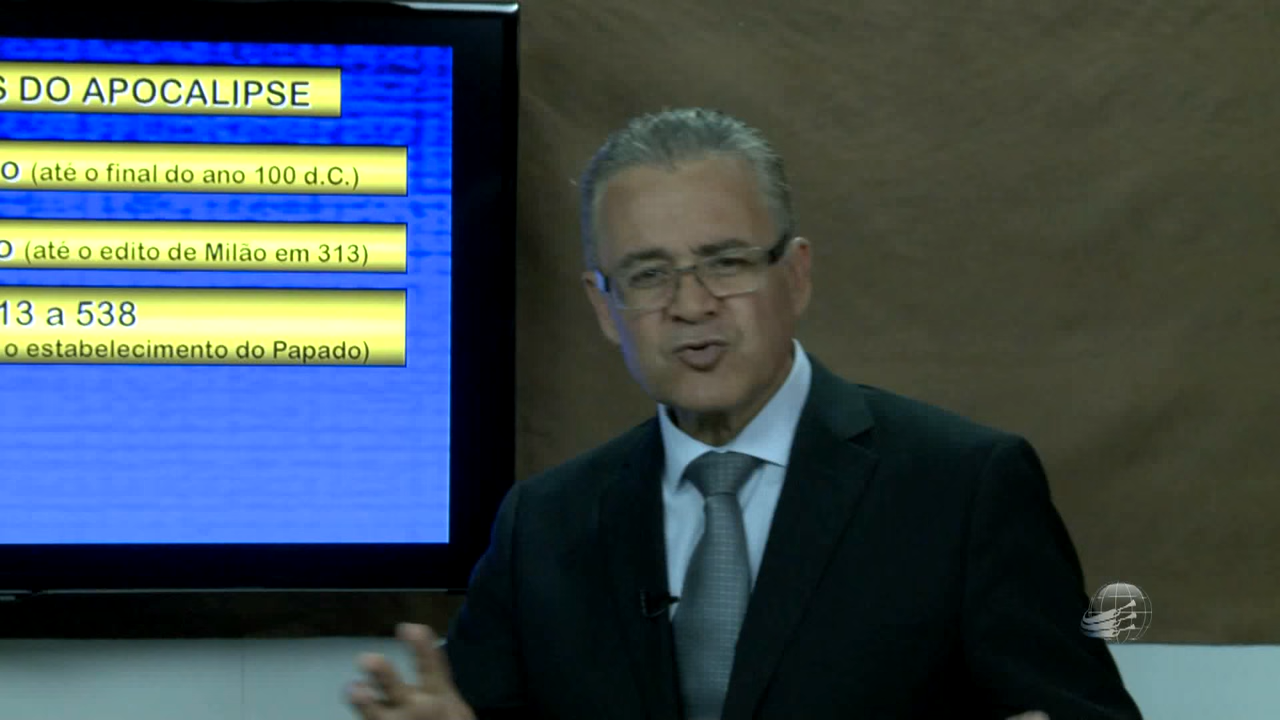 S DO APOCALIPSE
O (até o final do ano 100 d.C.)
O (até o edito de Milão em 313)
13 a 538
o estabelecimento do Papado)